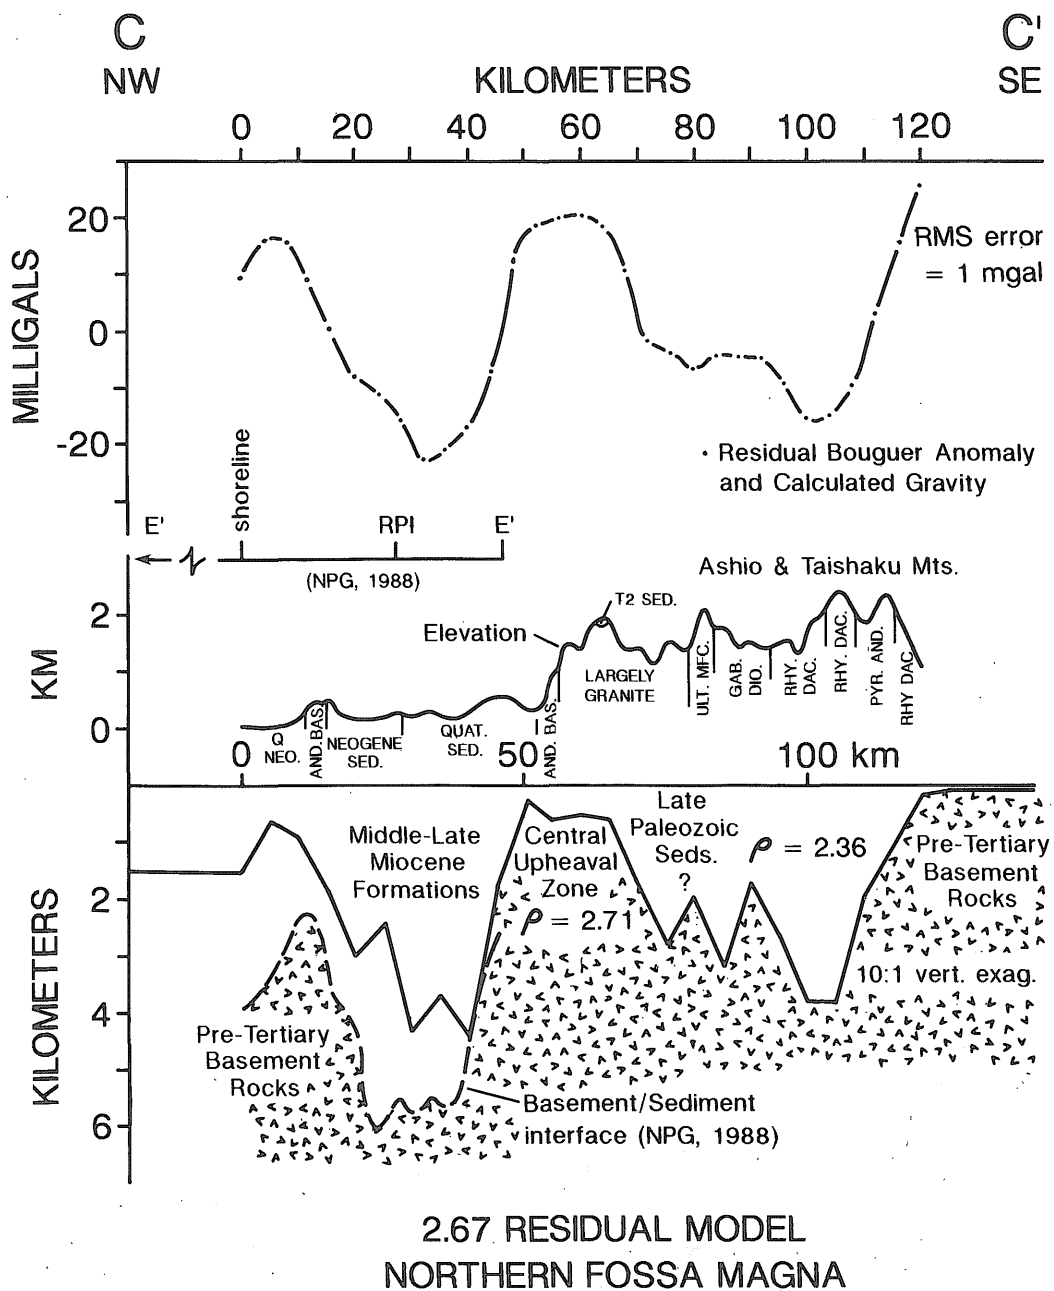 C
C'
NW
KILOMETERS
SE
0 20 40 60 80 100 120
MILLIGALS
20
0
-20
RMS error
= 1 mgal
• Residual Bouguer Anomaly
and Calculated Gravity
shoreline
E'
RPI
E'
(NPG, 1988)
Ashio & Taishaku Mts.
KM
2
0
Elevation
T2 SED.
Q
NEO.
AND.BAS.
NEOGENE
SED.
QUAT.
SED.
AND. BAS.
LARGELY
GRANITE
ULT. MFC.
GAB.
DIO.
RHY.
DAC.
RHY. DAC.
PYR. AND.
RHY DAC.
0 50 100 km
KILOMETERS
2
4
6
Middle-Late
Miocene
Formations
Central
Upheaval
Zone
ρ = 2.71
Late
Paleozoic
Seds.
?
ρ = 2.36
Pre-Tertiary
Basement
Rocks
10:1 vert. exag.
Pre-Tertiary
Basement
Rocks
Basement/Sediment
interface (NPG, 1988)
2.67 RESIDUAL MODEL
NORTHERN FOSSA MAGNA